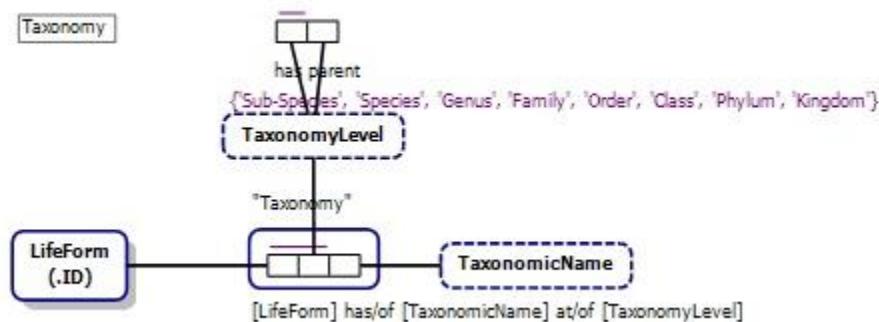 Taxonomy
has parent
{'Sub-Species', 'Species', 'Genus', 'Family', 'Order', 'Class', 'Phylum', 'Kingdom'}
TaxonomyLevel
"Taxonomy"
LifeForm
(.ID)
TaxonomicName
[LifeForm] has/of [TaxonomicName] at/of [TaxonomyLevel]